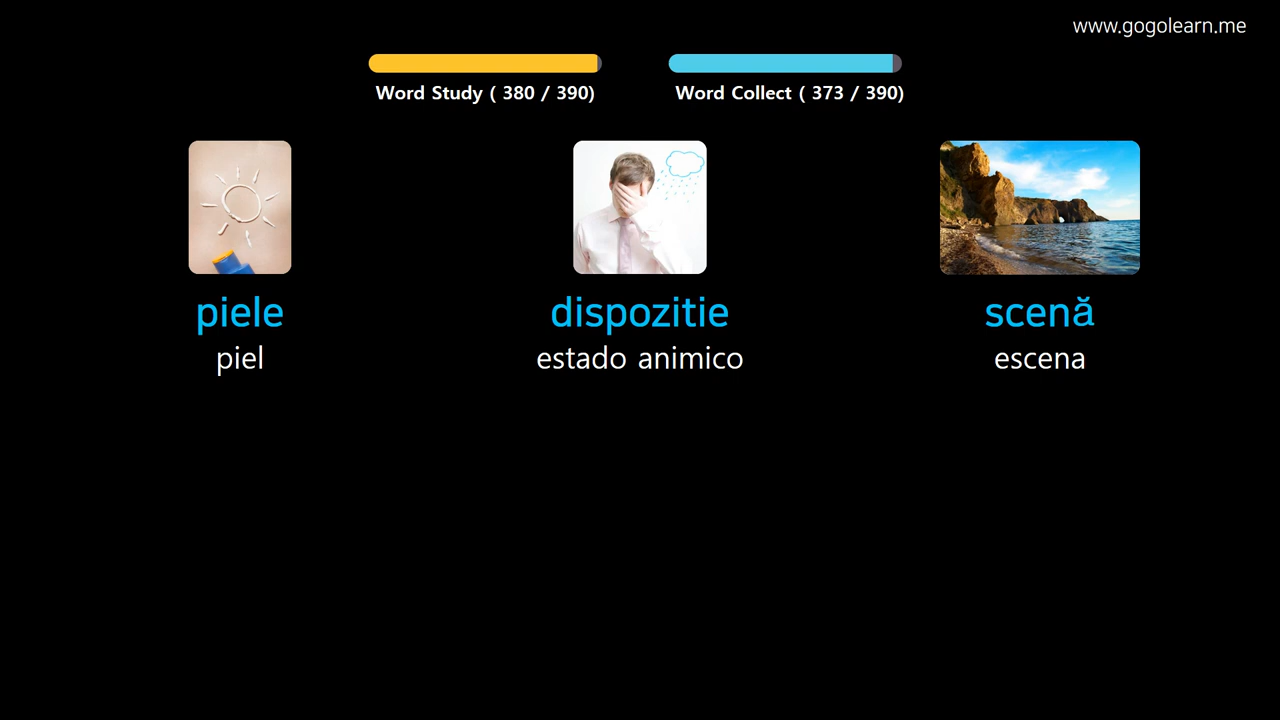 www.gogolearn.me
Word Study ( 380 / 390)
Word Collect ( 373 / 390)
piele
piel
dispozitie
estado animico
scenă
escena